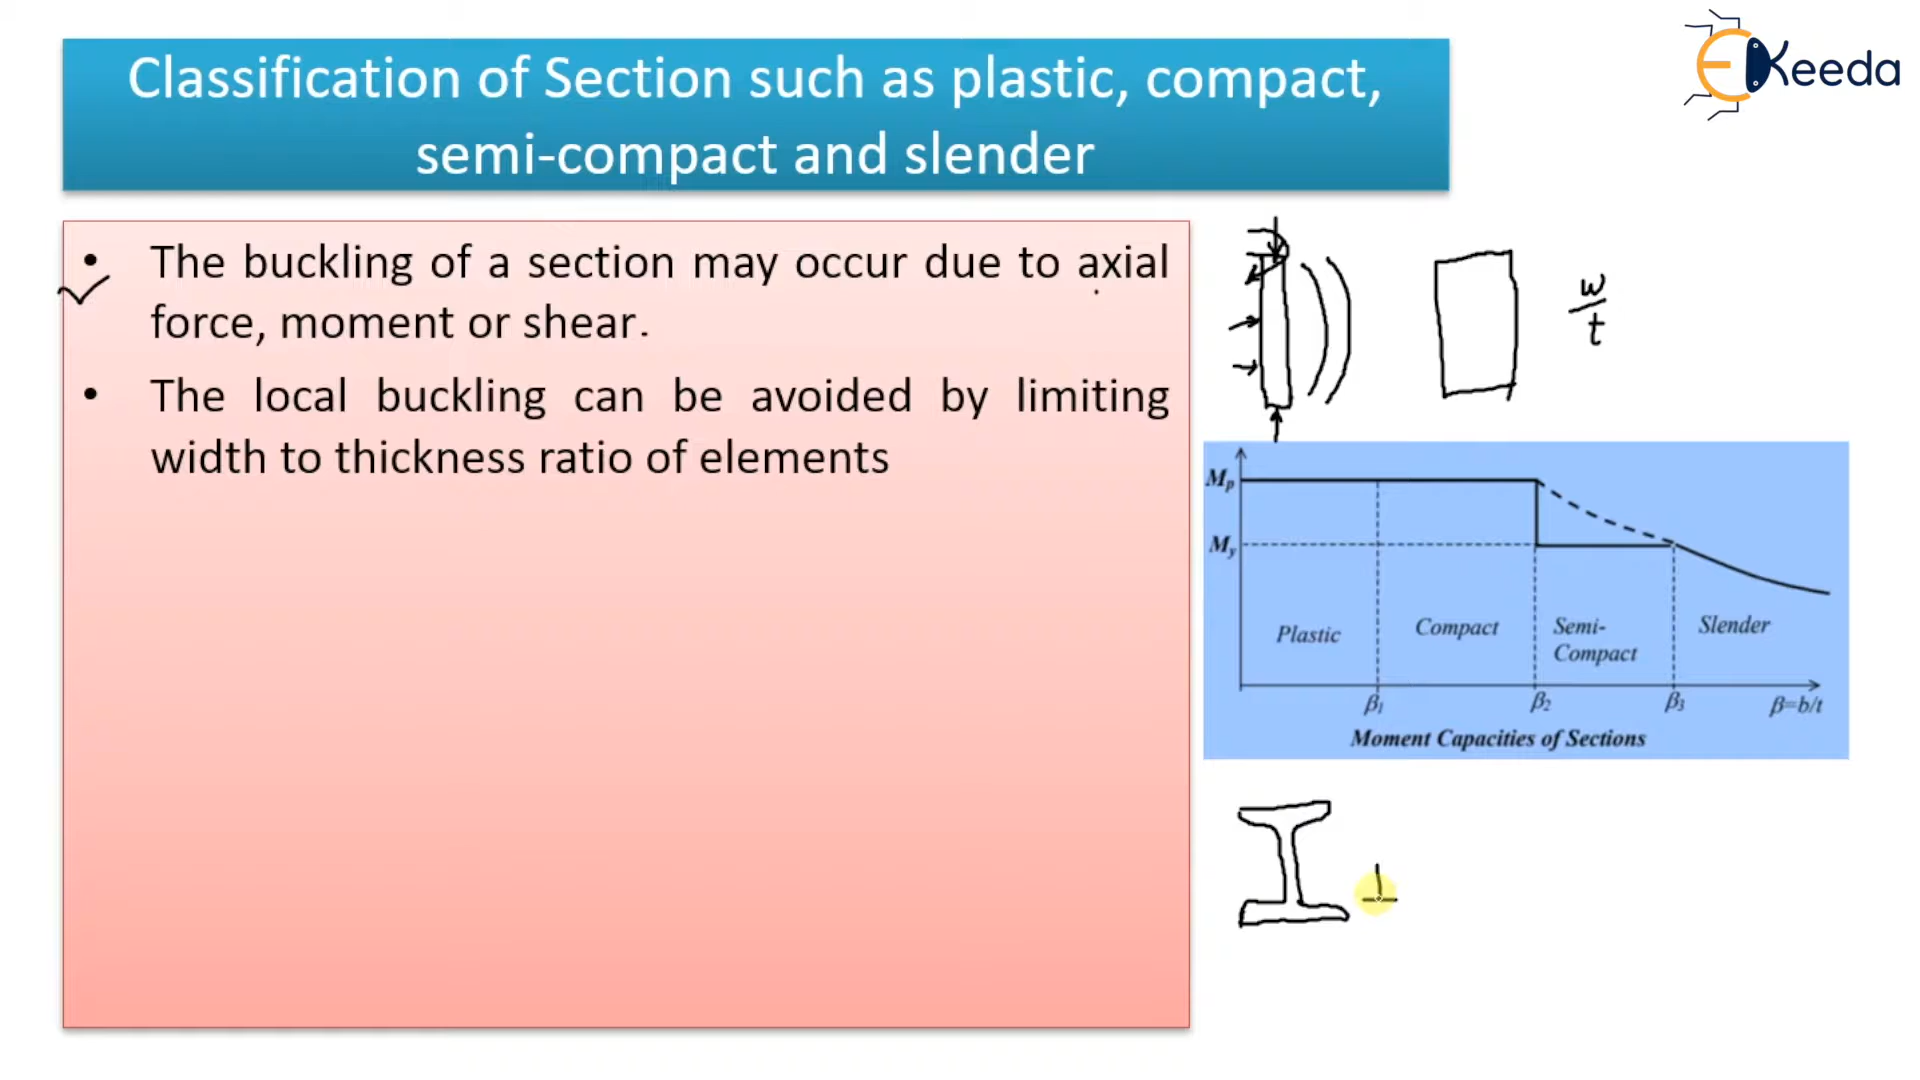 Keeda
Classification of Section such as plastic, compact,
semi-compact and slender
• The buckling of a section may occur due to axial
force, moment or shear.
• The local buckling can be avoided by limiting
width to thickness ratio of elements
w
t
Mp
My
Plastic
Compact
Semi-
Compact
Slender
β1
β2
β3
β=b/t
Moment Capacities of Sections